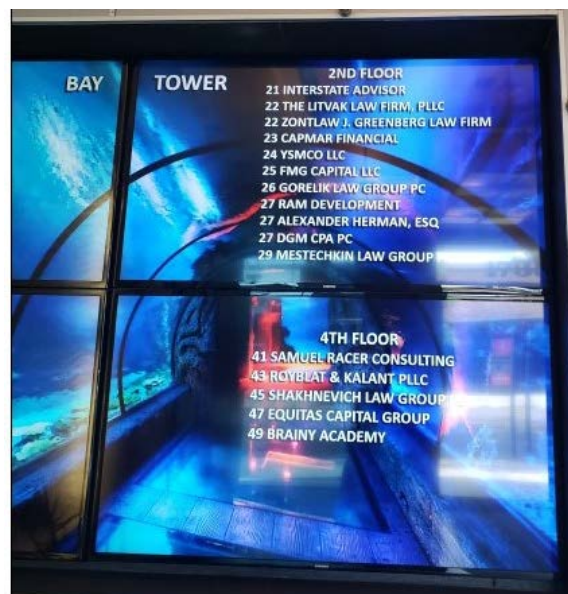 BAY TOWER
2ND FLOOR
21 INTERSTATE ADVISOR
22 THE LITVAK LAW FIRM, PLLC
22 ZONTLAW J. GREENBERG LAW FIRM
23 CAPMAR FINANCIAL
24 YSMCO LLC
25 FMG CAPITAL LLC
26 GORELIK LAW GROUP PC
27 RAM DEVELOPMENT
27 ALEXANDER HERMAN, ESQ
27 DGM CPA PC
29 MESTECHKIN LAW GROUP
4TH FLOOR
41 SAMUEL RACER CONSULTING
43 ROYBLAT & KALANT PLLC
45 SHAKHNEVICH LAW GROUP
47 EQUITAS CAPITAL GROUP
49 BRAINY ACADEMY